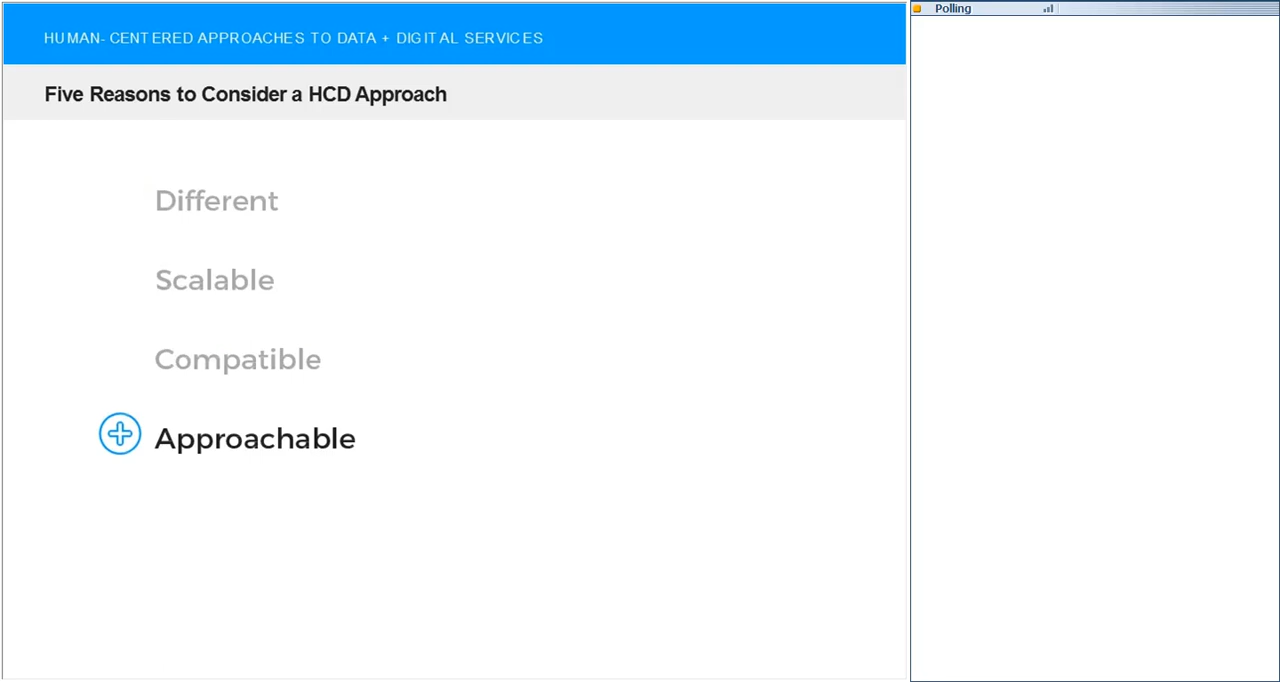 HUMAN- CENTERED APPROACHES TO DATA + DIGITAL SERVICES
Polling
Five Reasons to Consider a HCD Approach
Different
Scalable
Compatible
Approachable